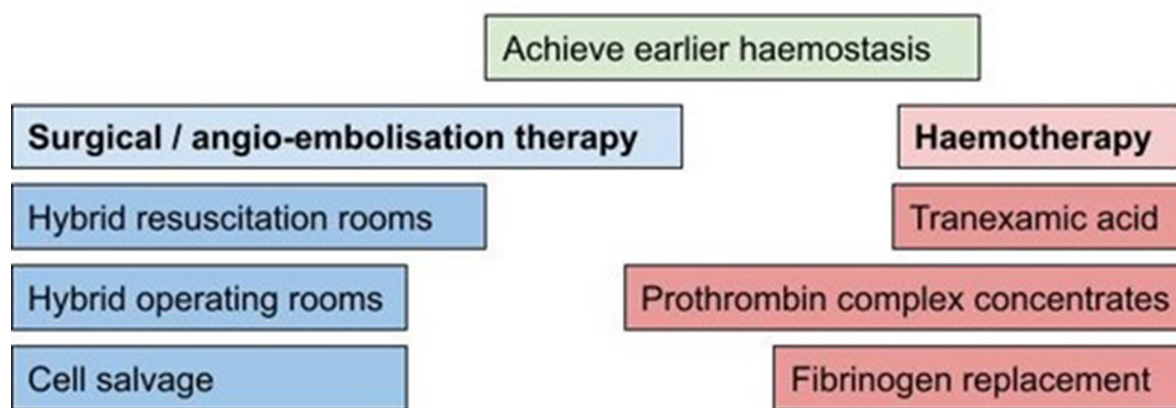 Achieve earlier haemostasis
Surgical / angio-embolisation therapy
Haemotherapy
Hybrid resuscitation rooms
Tranexamic acid
Hybrid operating rooms
Prothrombin complex concentrates
Cell salvage
Fibrinogen replacement